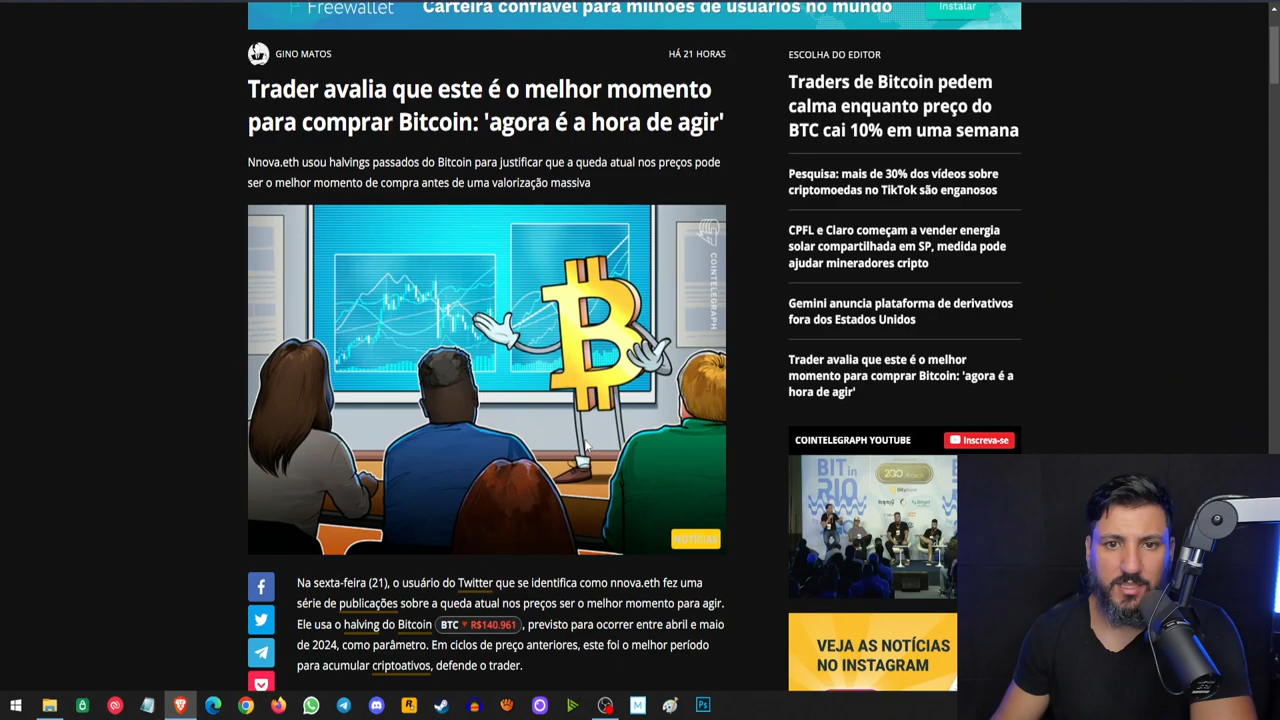 Freewallet
Carteira confiável para milhões de usuários no mundo
Instalar
GINO MATOS
HÁ 21 HORAS
Trader avalia que este é o melhor momento
para comprar Bitcoin: 'agora é a hora de agir'
Nnova.eth usou halvings passados do Bitcoin para justificar que a queda atual nos preços pode
ser o melhor momento de compra antes de uma valorização massiva
COINTELEGRAPH
NOTÍCIAS
Na sexta-feira (21), o usuário do Twitter que se identifica como nnova.eth fez uma
série de publicações sobre a queda atual nos preços ser o melhor momento para agir.
Ele usa o halving do Bitcoin BTC ▼ R$140.961, previsto para ocorrer entre abril e maio
de 2024, como parâmetro. Em ciclos de preço anteriores, este foi o melhor período
para acumular criptoativos, defende o trader.
ESCOLHA DO EDITOR
Traders de Bitcoin pedem
calma enquanto preço do
BTC cai 10% em uma semana
Pesquisa: mais de 30% dos vídeos sobre
criptomoedas no TikTok são enganosos
CPFL e Claro começam a vender energia
solar compartilhada em SP, medida pode
ajudar mineradores cripto
Gemini anuncia plataforma de derivativos
fora dos Estados Unidos
Trader avalia que este é o melhor
momento para comprar Bitcoin: 'agora é a
hora de agir'
COINTELEGRAPH YOUTUBE
Inscreva-se
BIT in
RIO
VEJA AS NOTÍCIAS
NO INSTAGRAM